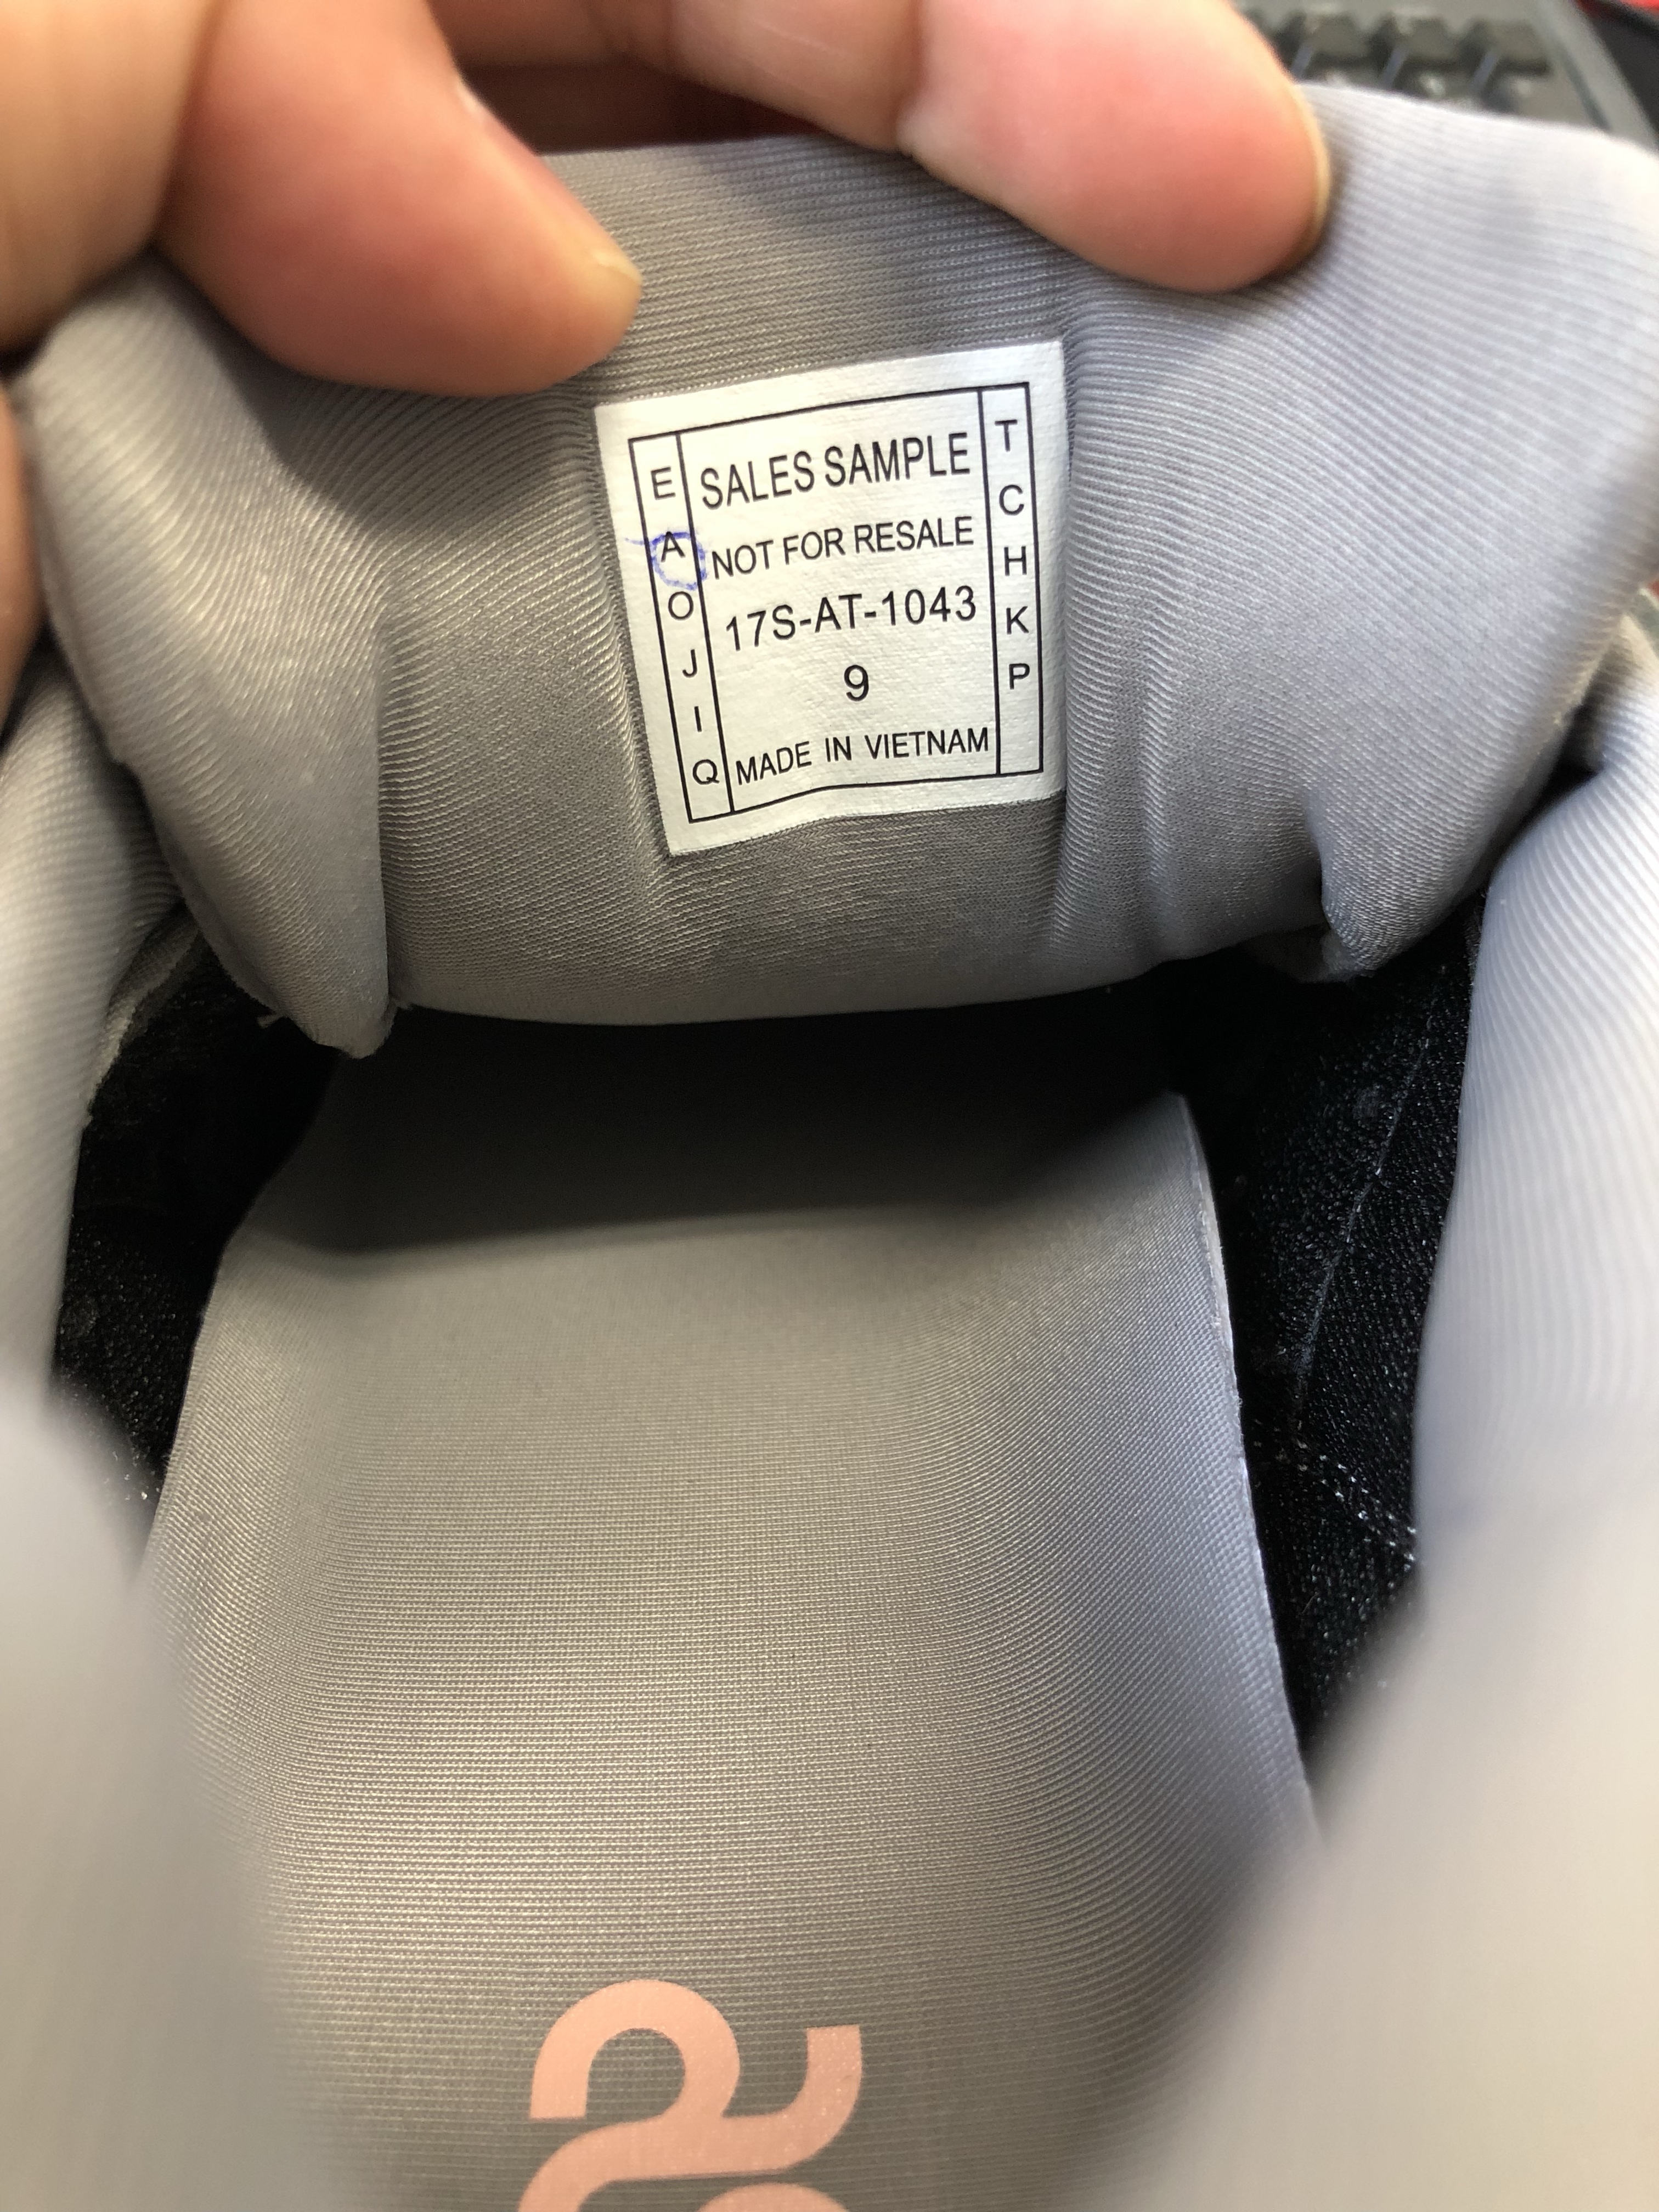 E
A
O
J
I
Q
SALES SAMPLE
NOT FOR RESALE
17S-AT-1043
9
MADE IN VIETNAM
T
C
H
K
P